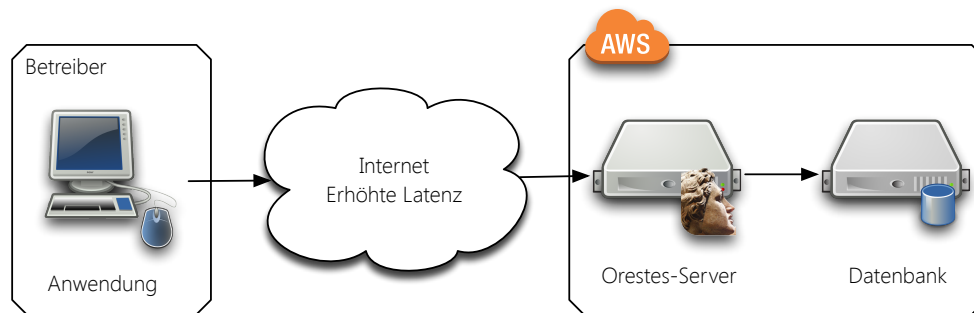 AWS
Betreiber
Internet
Erhöhte Latenz
Anwendung
Orestes-Server
Datenbank